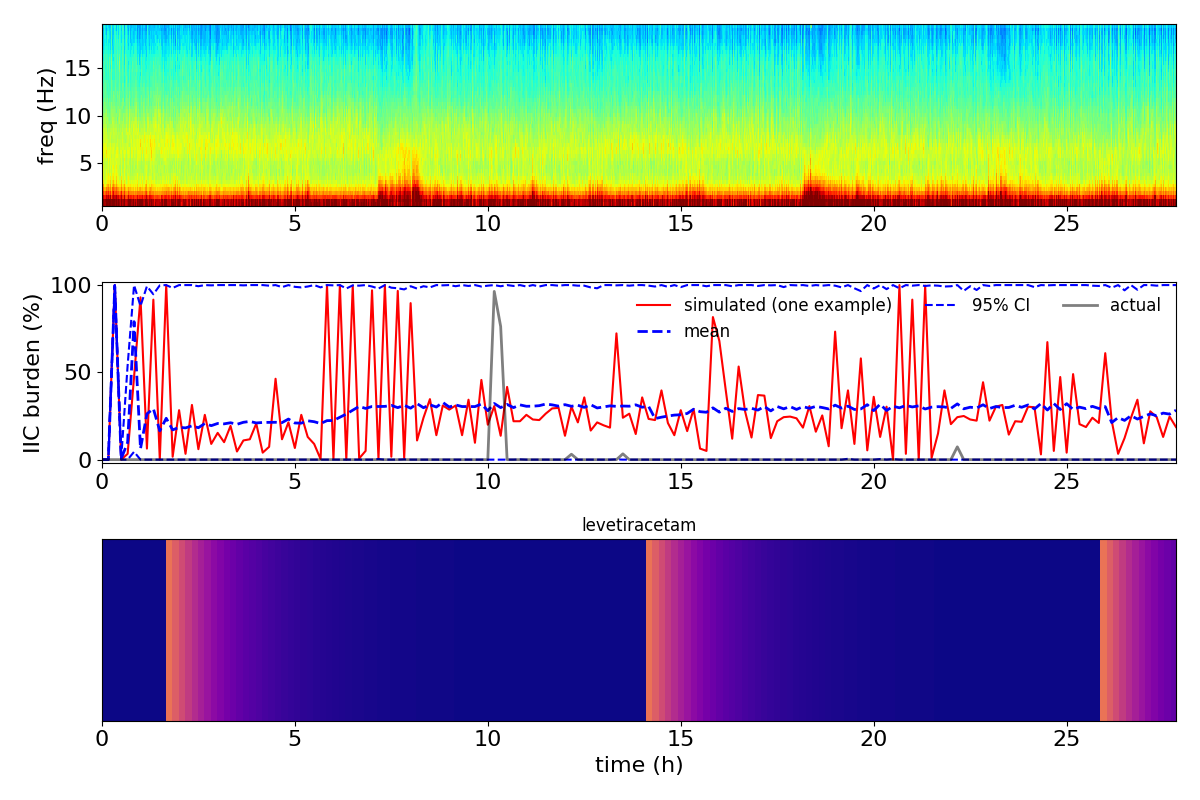 freq (Hz)
15
10
5
0 5 10 15 20 25
IIC burden (%)
100
50
0
simulated (one example) 95% CI actual
mean
0 5 10 15 20 25
levetiracetam
0 5 10 15 20 25
time (h)